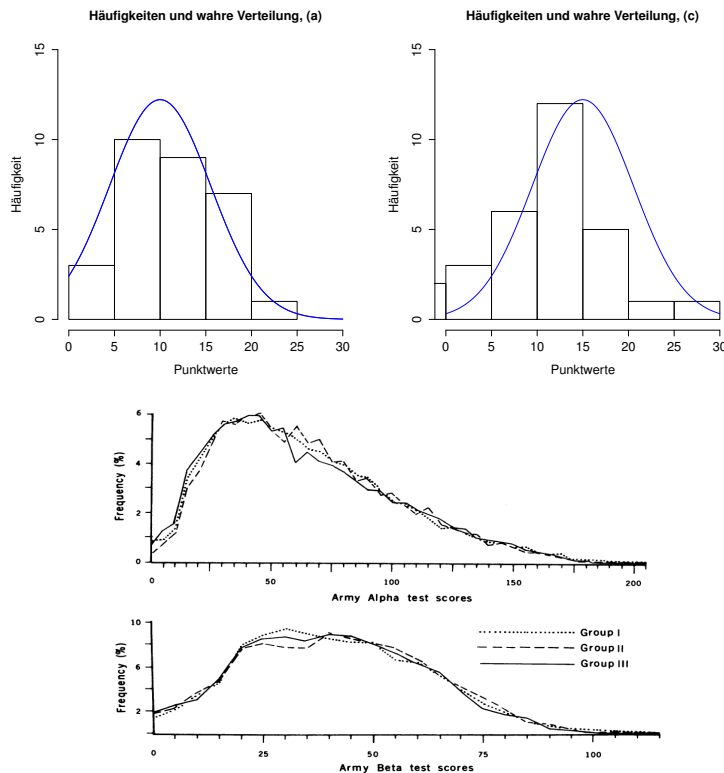 Häufigkeiten und wahre Verteilung, (a)
Häufigkeit
15
10
5
0
0 5 10 15 20 25 30
Punktwerte
Häufigkeiten und wahre Verteilung, (c)
Häufigkeit
15
10
5
0
0 5 10 15 20 25 30
Punktwerte
Frequency (%)
6
4
2
0
0 50 100 150 200
Army Alpha test scores
Frequency (%)
10
6
2
0 25 50 75 100
Army Beta test scores
Group I
Group II
Group III